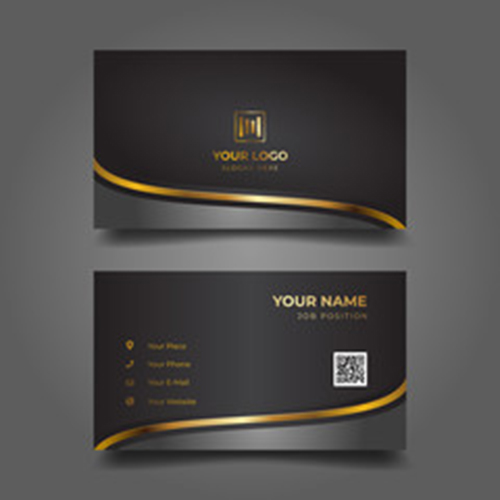 YOUR LOGO
SLOGAN HERE
YOUR NAME
JOB POSITION
Your Place
Your Phone
Your E-Mail
Your Website